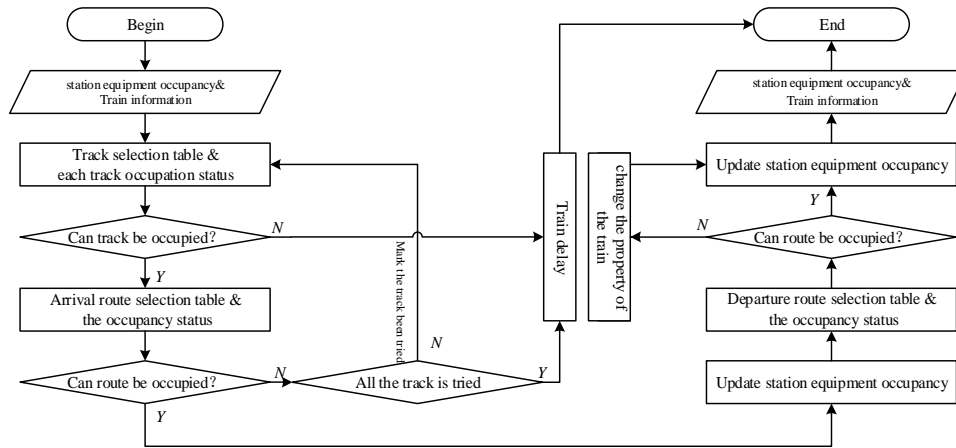 Begin
station equipment occupancy&
Train information
Track selection table &
each track occupation status
Can track be occupied?
N
Y
Arrival route selection table &
the occupancy status
Can route be occupied?
N
Y
All the track is tried
N
Y
Mark the track been tried
Train delay
change the property of
the train
End
station equipment occupancy&
Train information
Update station equipment occupancy
Y
Can route be occupied?
N
Departure route selection table &
the occupancy status
Update station equipment occupancy